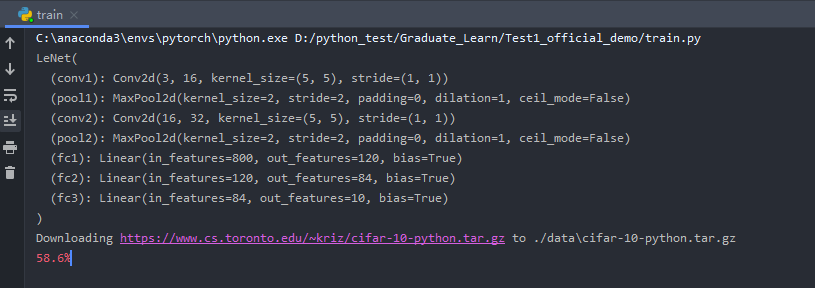 train
C:\anaconda3\envs\pytorch\python.exe D:/python_test/Graduate_Learn/Test1_official_demo/train.py
LeNet(
  (conv1): Conv2d(3, 16, kernel_size=(5, 5), stride=(1, 1))
  (pool1): MaxPool2d(kernel_size=2, stride=2, padding=0, dilation=1, ceil_mode=False)
  (conv2): Conv2d(16, 32, kernel_size=(5, 5), stride=(1, 1))
  (pool2): MaxPool2d(kernel_size=2, stride=2, padding=0, dilation=1, ceil_mode=False)
  (fc1): Linear(in_features=800, out_features=120, bias=True)
  (fc2): Linear(in_features=120, out_features=84, bias=True)
  (fc3): Linear(in_features=84, out_features=10, bias=True)
)
Downloading https://www.cs.toronto.edu/~kriz/cifar-10-python.tar.gz to ./data\cifar-10-python.tar.gz
58.6%